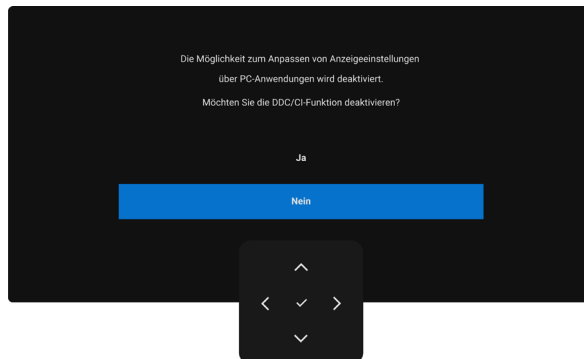 Die Möglichkeit zum Anpassen von Anzeigeeinstellungen
über PC-Anwendungen wird deaktiviert.
Möchten Sie die DDC/CI-Funktion deaktivieren?
Ja
Nein